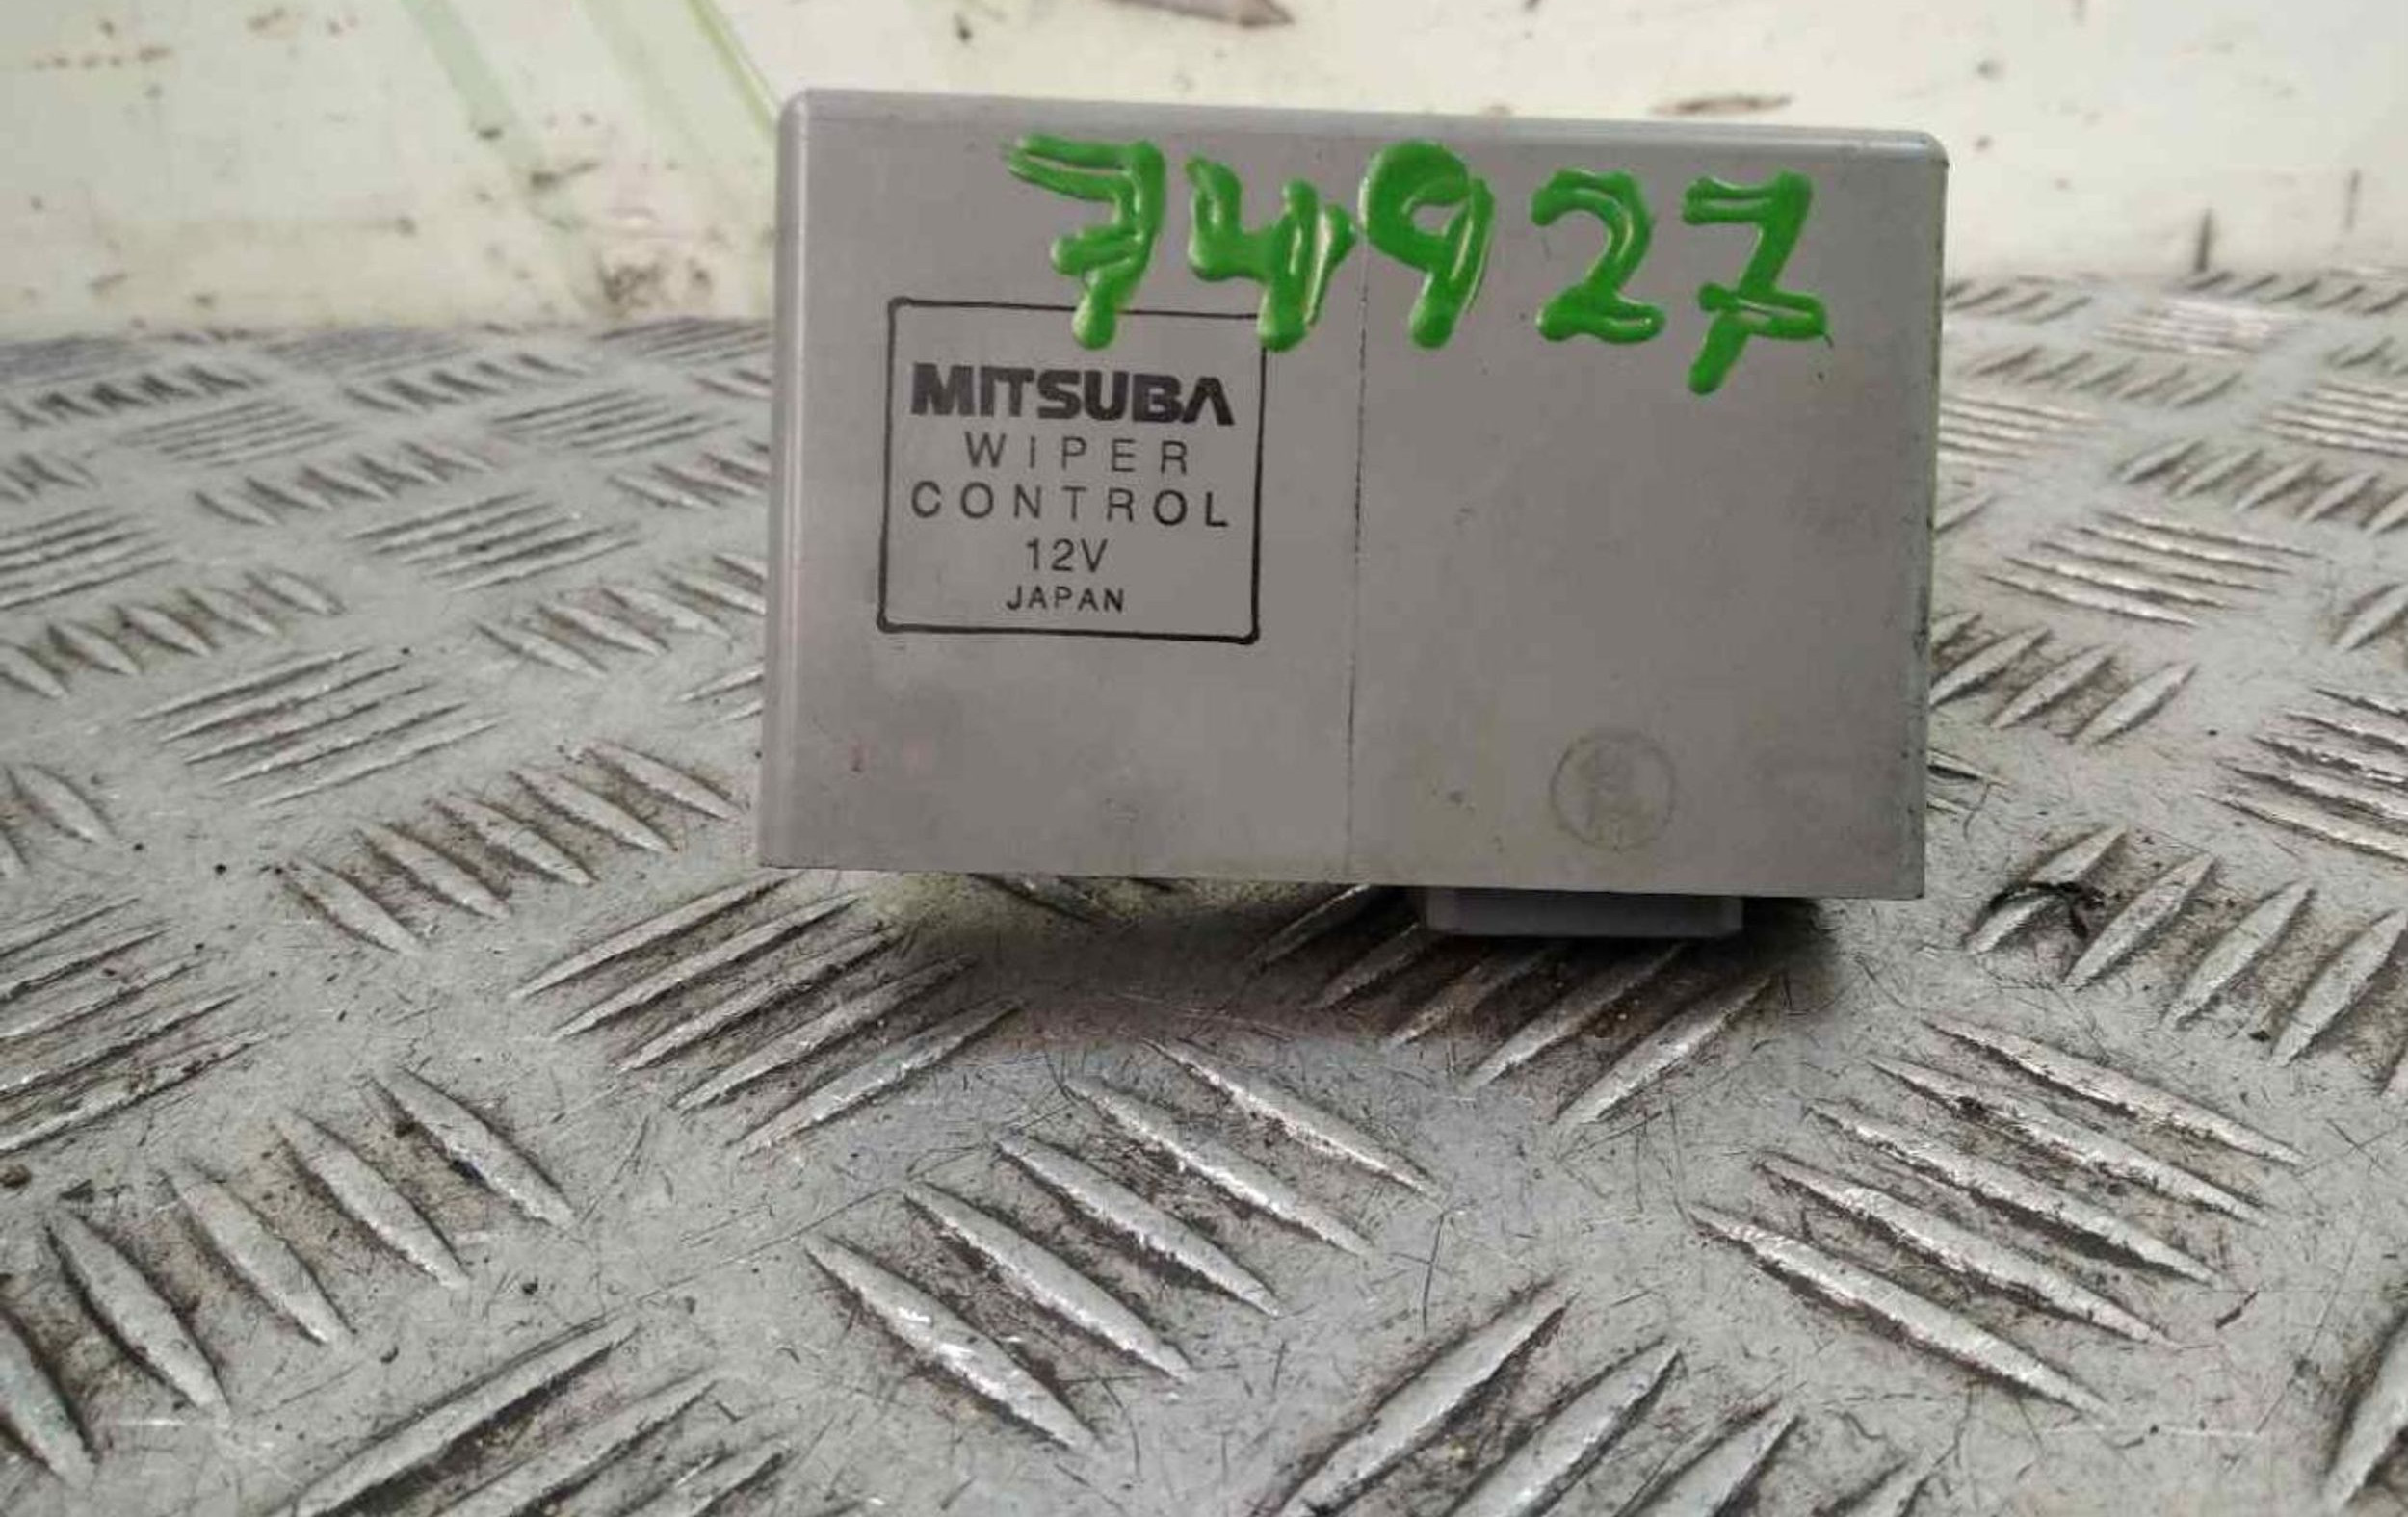 74927
MITSUBA
WIPER
CONTROL
12V
JAPAN